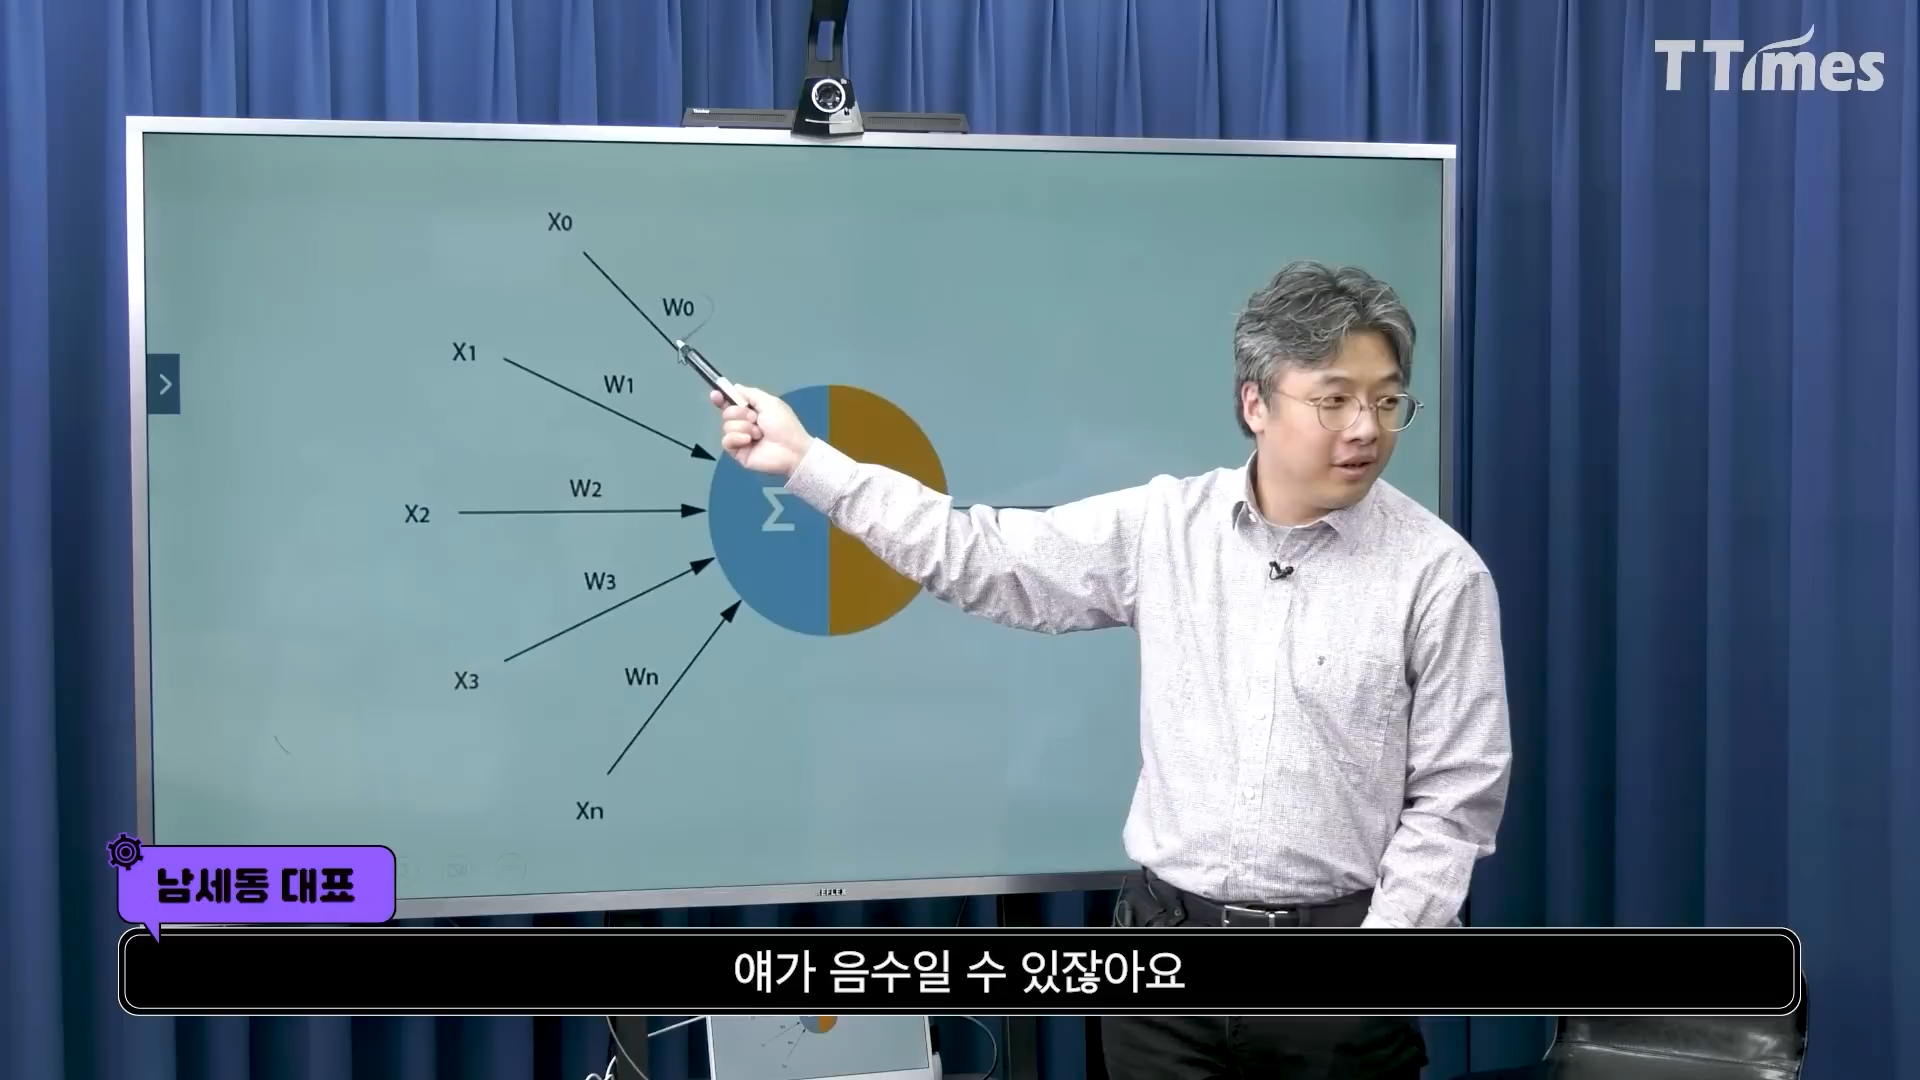 TTimes
X0
W0
X1
W1
W2
X2
Σ
W3
X3
Wn
Xn
REFLEX
남세동 대표
얘가 음수일 수 있잖아요